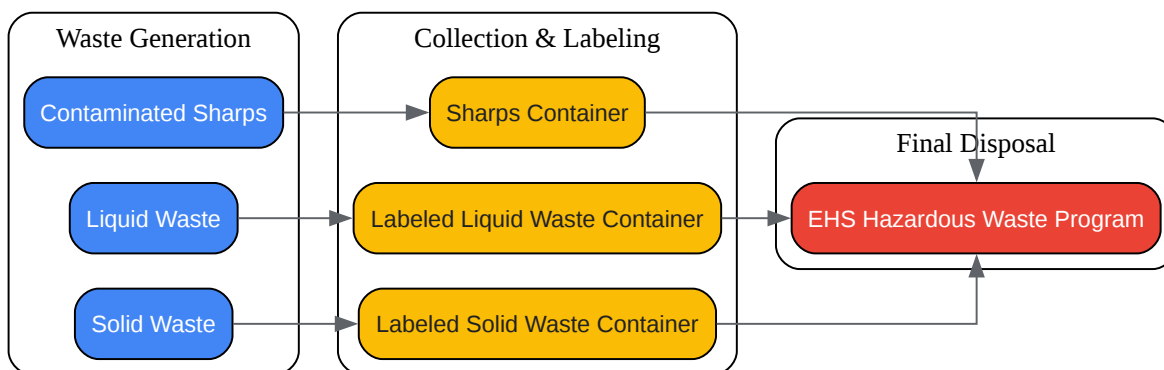 Waste Generation
Collection & Labeling
Contaminated Sharps
Sharps Container
Final Disposal
Liquid Waste
Labeled Liquid Waste Container
EHS Hazardous Waste Program
Solid Waste
Labeled Solid Waste Container